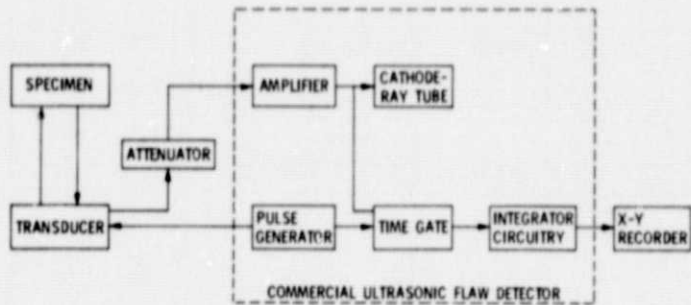 SPECIMEN
AMPLIFIER
CATHODE-
RAY TUBE
ATTENUATOR
TRANSDUCER
PULSE
GENERATOR
TIME GATE
INTEGRATOR
CIRCUITRY
X-Y
RECORDER
COMMERCIAL ULTRASONIC FLAW DETECTOR